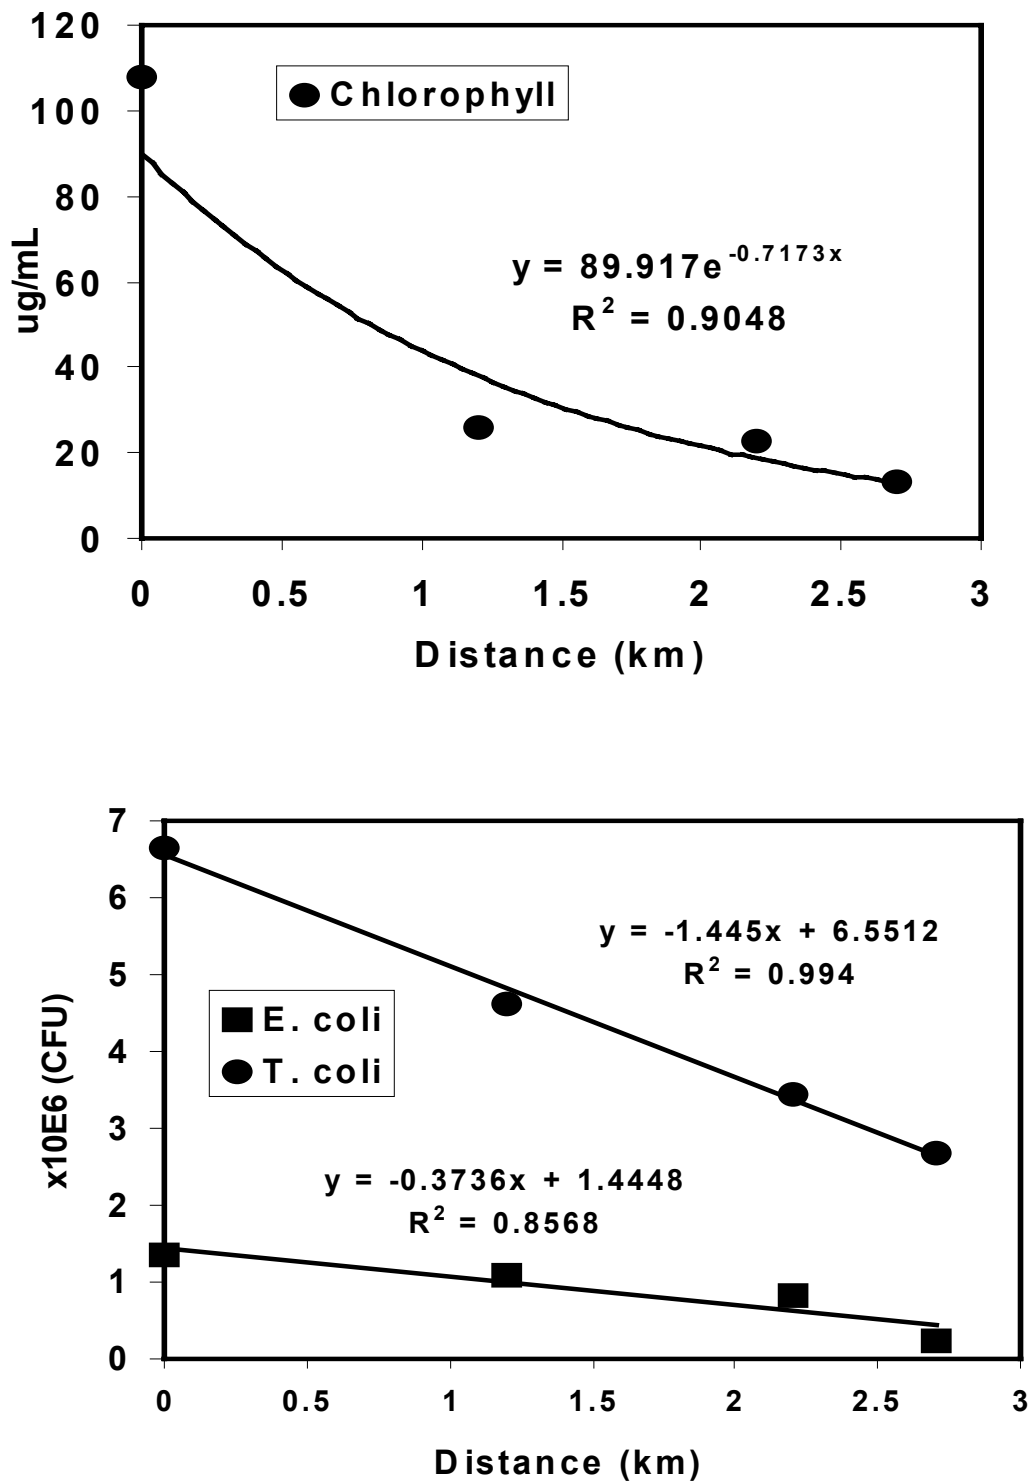 120
100
80
60
40
20
0
ug/mL
Chlorophyll
y = 89.917e^-0.7173x
R² = 0.9048
0 0.5 1 1.5 2 2.5 3
Distance (km)
7
6
5
4
3
2
1
0
x10E6 (CFU)
y = -1.445x + 6.5512
R² = 0.994
E. coli
T. coli
y = -0.3736x + 1.4448
R² = 0.8568
0 0.5 1 1.5 2 2.5 3
Distance (km)